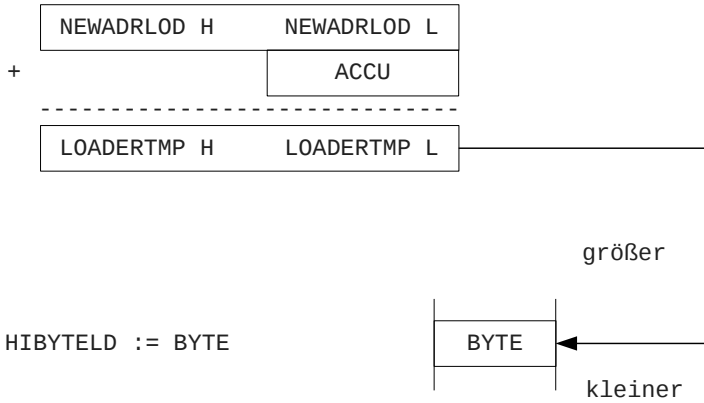 NEWADRLOD H NEWADRLOD L
+ ACCU
-------------------------------
LOADERTMP H LOADERTMP L
größer
HIBYTELD := BYTE BYTE
kleiner